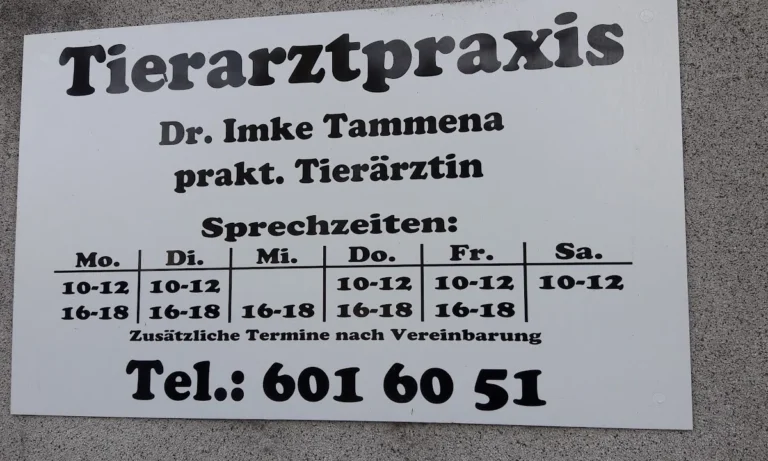 Tierarztpraxis
Dr. Imke Tammena
prakt. Tierärztin
Sprechzeiten:
Mo. Di. Mi. Do. Fr. Sa.
10-12 10-12 10-12 10-12 10-12
16-18 16-18 16-18 16-18 16-18
Zusätzliche Termine nach Vereinbarung
Tel.: 601 60 51